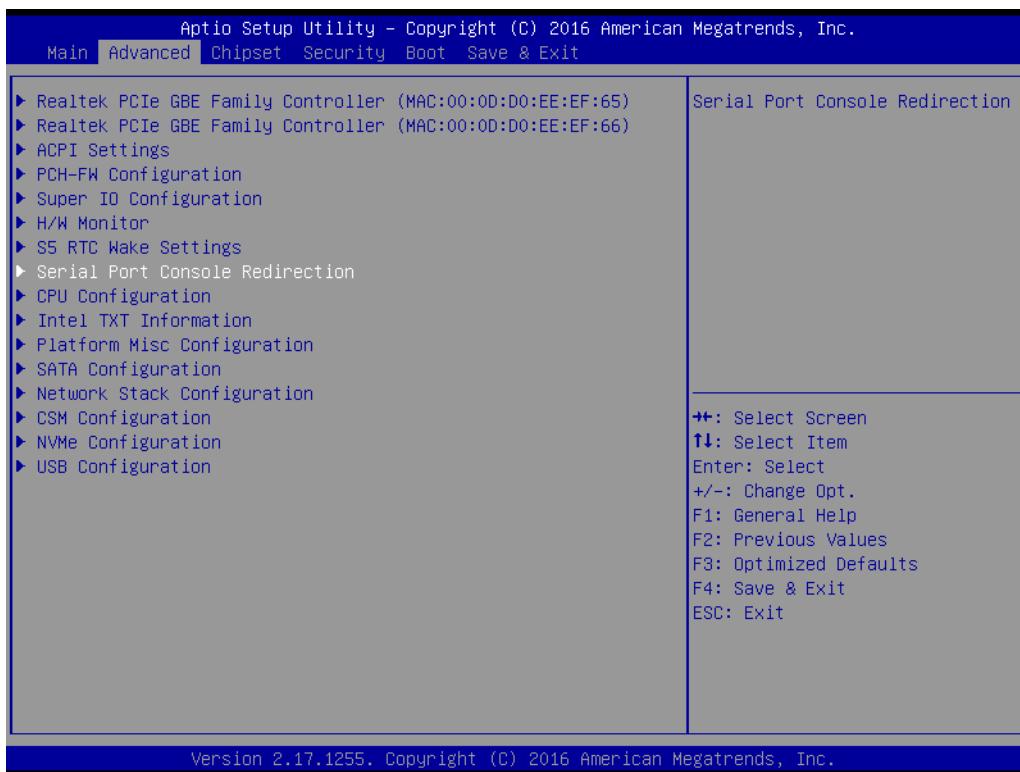 Aptio Setup Utility – Copyright (C) 2016 American Megatrends, Inc.
Main Advanced Chipset Security Boot Save & Exit
Realtek PCIe GBE Family Controller (MAC:00:0D:D0:EE:EF:65)
Realtek PCIe GBE Family Controller (MAC:00:0D:D0:EE:EF:66)
ACPI Settings
PCH-FW Configuration
Super IO Configuration
H/W Monitor
S5 RTC Wake Settings
Serial Port Console Redirection
CPU Configuration
Intel TXT Information
Platform Misc Configuration
SATA Configuration
Network Stack Configuration
CSM Configuration
NVMe Configuration
USB Configuration
Serial Port Console Redirection
→←: Select Screen
↑↓: Select Item
Enter: Select
+/-: Change Opt.
F1: General Help
F2: Previous Values
F3: Optimized Defaults
F4: Save & Exit
ESC: Exit
Version 2.17.1255. Copyright (C) 2016 American Megatrends, Inc.